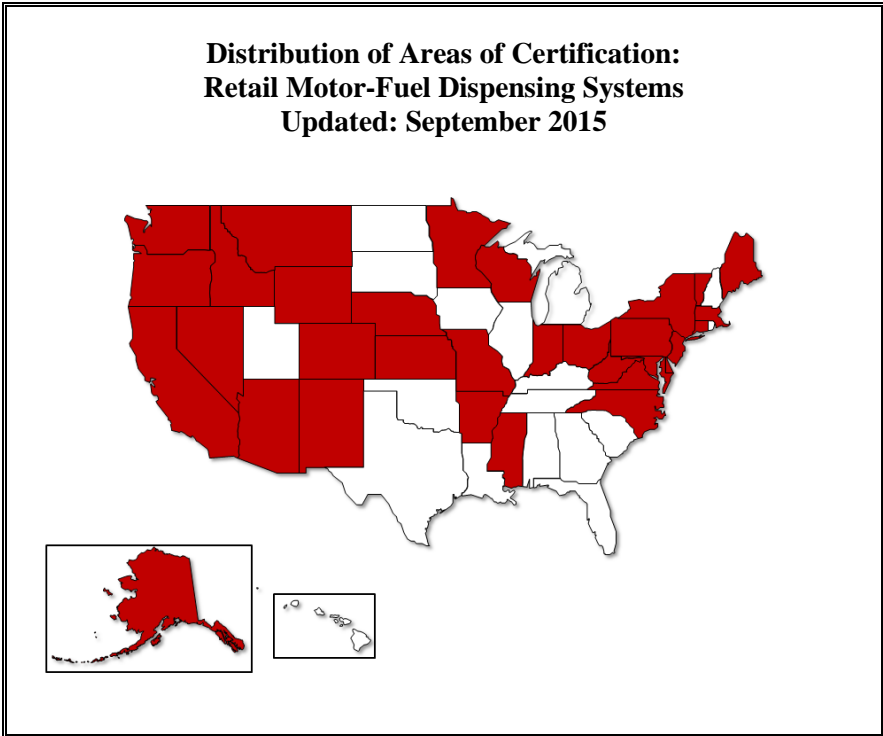 Distribution of Areas of Certification:
Retail Motor-Fuel Dispensing Systems
Updated: September 2015